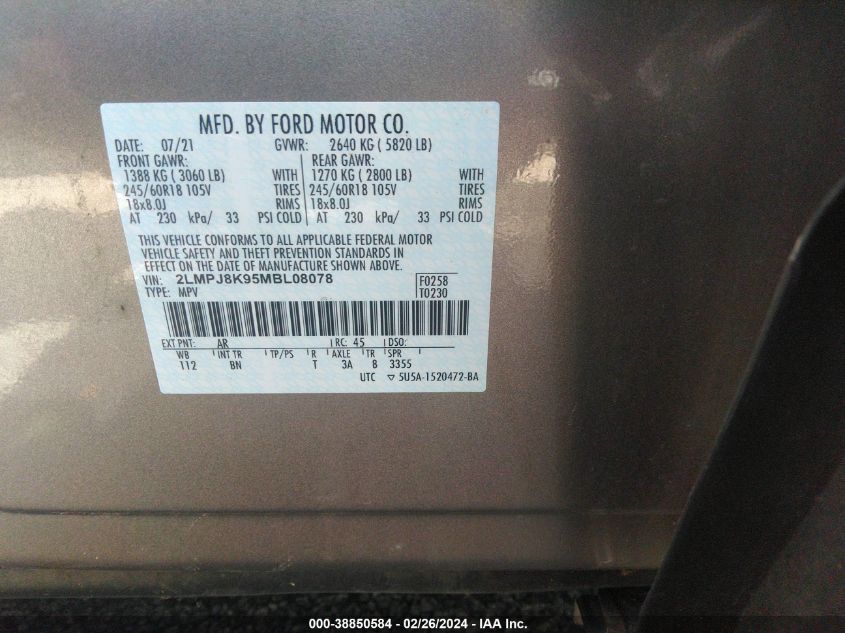 MFD. BY FORD MOTOR CO.
DATE: 07/21 GVWR: 2640 KG ( 5820 LB)
FRONT GAWR: REAR GAWR:
1388 KG ( 3060 LB) WITH 1270 KG ( 2800 LB) WITH
245/60R18 105V TIRES 245/60R18 105V TIRES
18x8.0J RIMS 18x8.0J RIMS
AT 230 kPa/ 33 PSI COLD AT 230 kPa/ 33 PSI COLD
THIS VEHICLE CONFORMS TO ALL APPLICABLE FEDERAL MOTOR
VEHICLE SAFETY AND THEFT PREVENTION STANDARDS IN
EFFECT ON THE DATE OF MANUFACTURE SHOWN ABOVE.
VIN: 2LMPJ8K95MBL08078 F0258
TYPE: MPV T0230
EXT PNT: AR RC: 45 DSO:
WB INT TR TP/PS R AXLE TR SPR
112 BN T 3A 8 3355
UTC ▽ 5U5A-1520472-BA
000-38850584 — 02/26/2024 — IAA Inc.